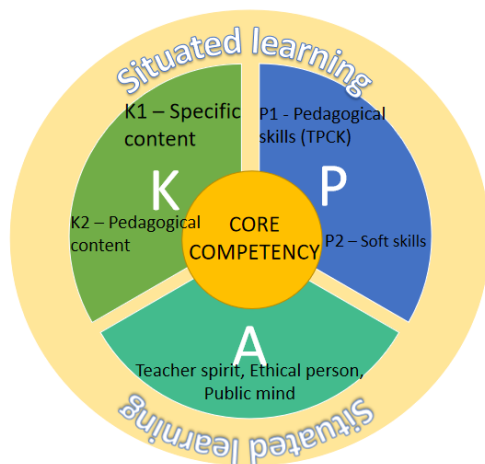 Situated learning
K1 – Specific
content
K
K2 – Pedagogical
content
P1 - Pedagogical
skills (TPCK)
P
P2 – Soft skills
CORE
COMPETENCY
A
Teacher spirit, Ethical person,
Public mind
Situated learning